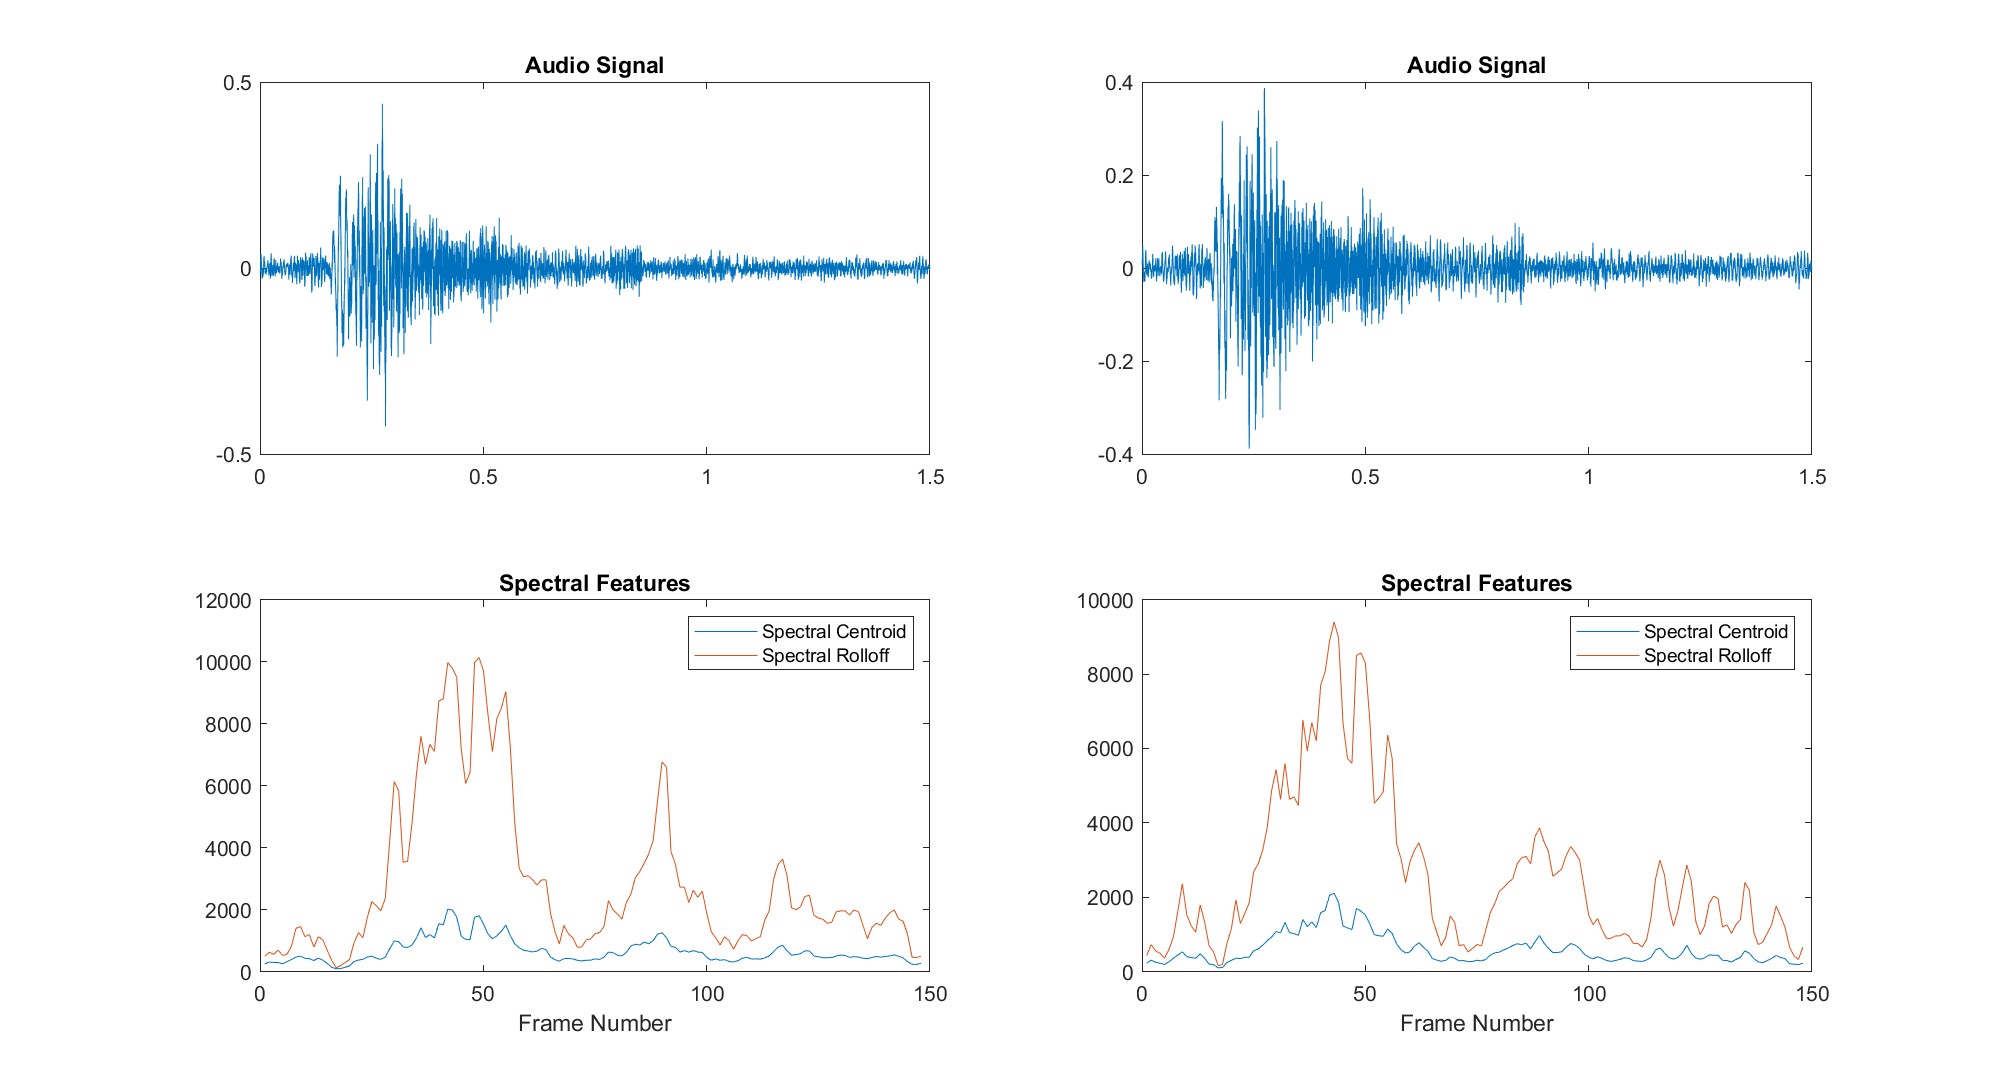 Audio Signal
0.5
0
-0.5
0 0.5 1 1.5
Audio Signal
0.4
0.2
0
-0.2
-0.4
0 0.5 1 1.5
Spectral Features
12000
10000
8000
6000
4000
2000
0
Spectral Centroid
Spectral Rolloff
0 50 100 150
Frame Number
Spectral Features
10000
8000
6000
4000
2000
0
Spectral Centroid
Spectral Rolloff
0 50 100 150
Frame Number